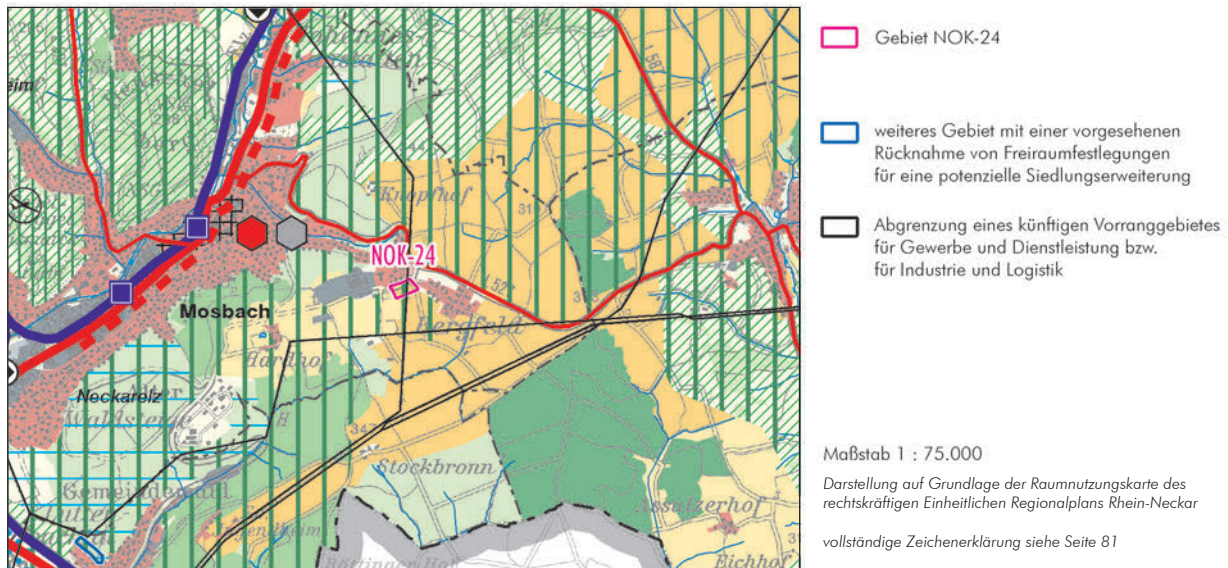 Knopfhof
NOK-24
Mosbach
Bergfeld
Hardhof
Neckarelz
347
Stockbronn
Assulzerhof
Eichhof
Gebiet NOK-24
weiteres Gebiet mit einer vorgesehenen
Rücknahme von Freiraumfestlegungen
für eine potenzielle Siedlungserweiterung
Abgrenzung eines künftigen Vorranggebietes
für Gewerbe und Dienstleistung bzw.
für Industrie und Logistik
Maßstab 1 : 75.000
Darstellung auf Grundlage der Raumnutzungskarte des
rechtskräftigen Einheitlichen Regionalplans Rhein-Neckar
vollständige Zeichenerklärung siehe Seite 81